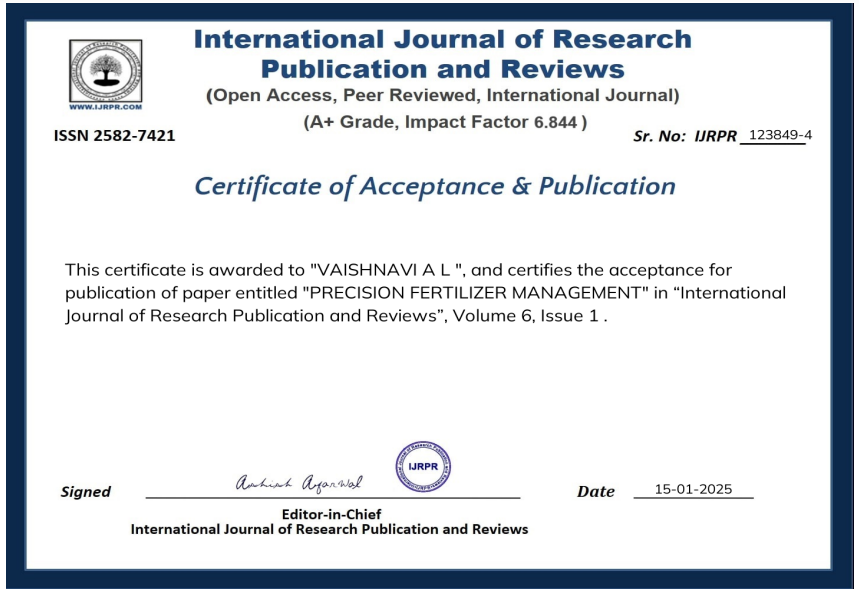 International Journal of Research
Publication and Reviews
(Open Access, Peer Reviewed, International Journal)
(A+ Grade, Impact Factor 6.844 )
WWW.IJRPR.COM
ISSN 2582-7421
Sr. No: IJRPR 123849-4
Certificate of Acceptance & Publication
This certificate is awarded to "VAISHNAVI A L ", and certifies the acceptance for
publication of paper entitled "PRECISION FERTILIZER MANAGEMENT" in “International
Journal of Research Publication and Reviews”, Volume 6, Issue 1 .
IJRPR
Signed
Ashish Agarwal
Date 15-01-2025
Editor-in-Chief
International Journal of Research Publication and Reviews